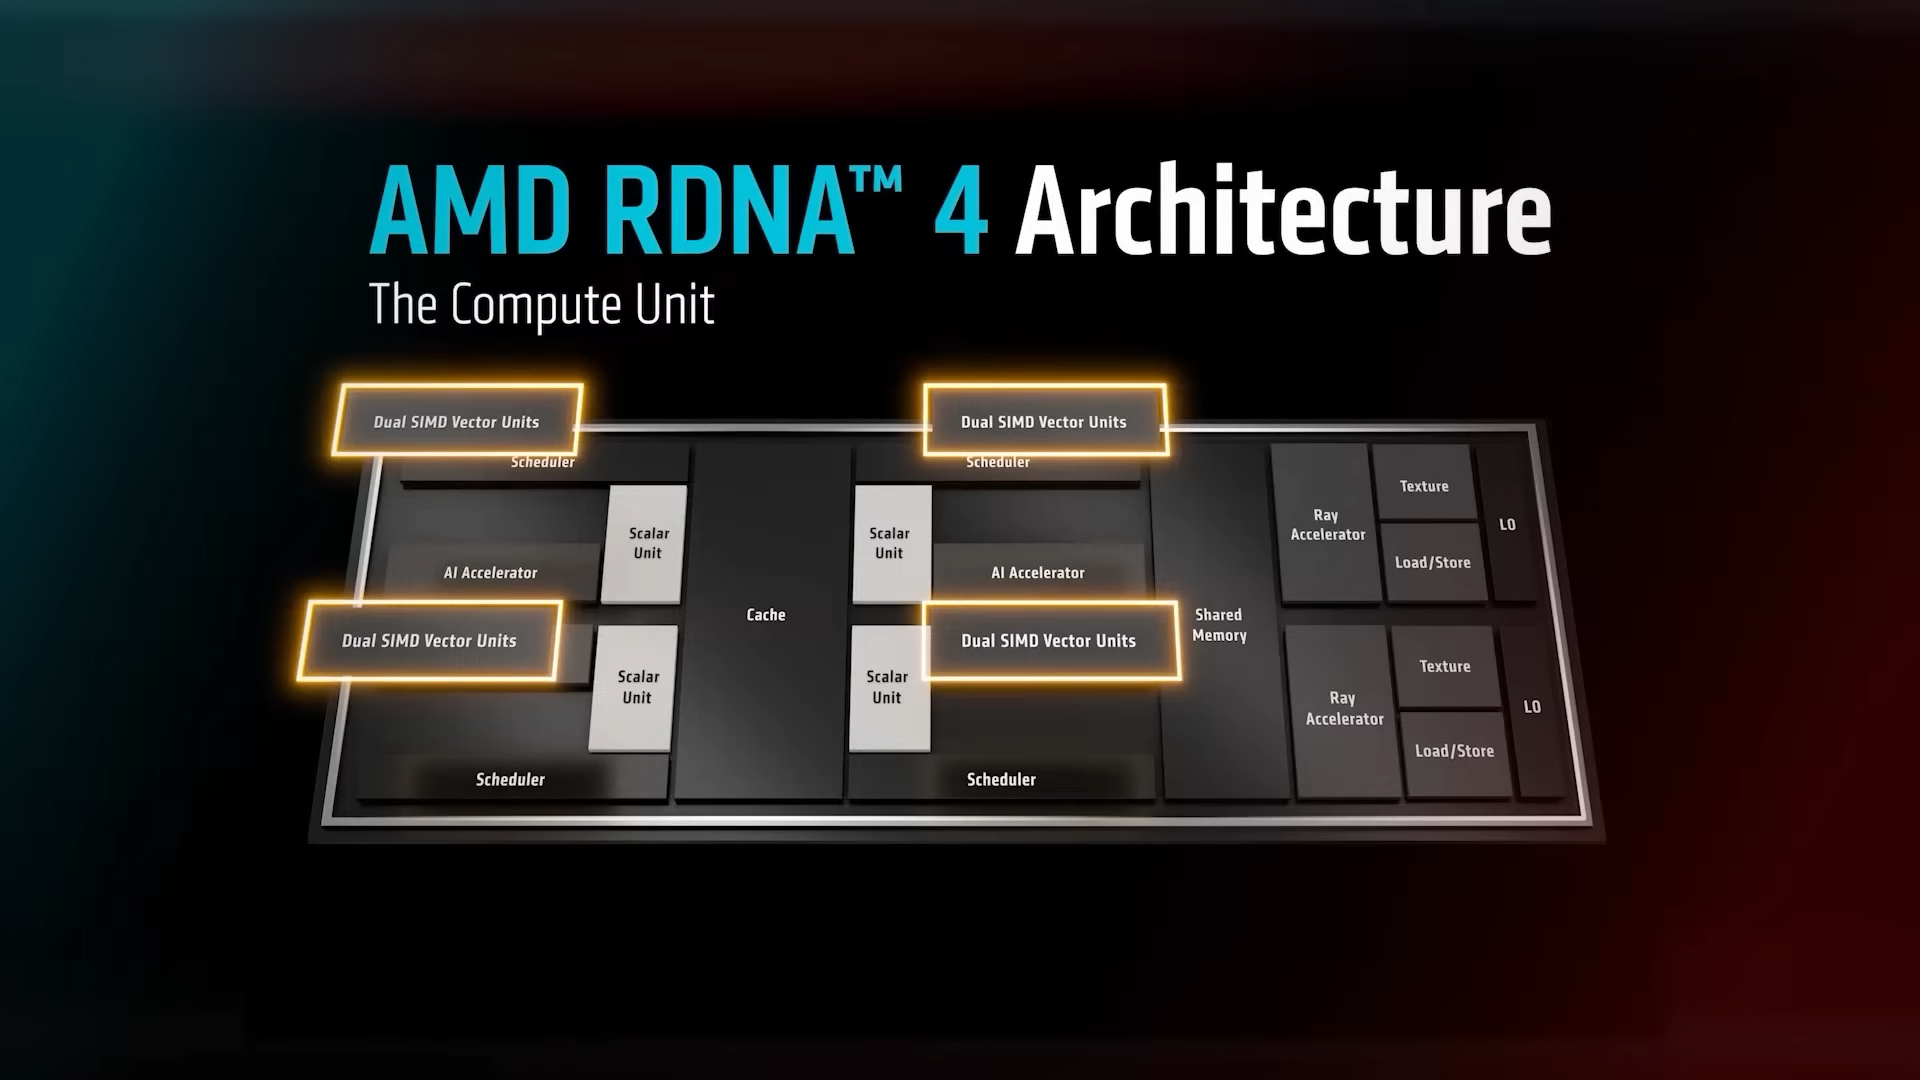 AMD RDNA™ 4 Architecture
The Compute Unit
Dual SIMD Vector Units
Dual SIMD Vector Units
Scheduler
Scheduler
Scalar
Unit
Scalar
Unit
AI Accelerator
AI Accelerator
Dual SIMD Vector Units
Dual SIMD Vector Units
Scalar
Unit
Scalar
Unit
Scheduler
Scheduler
Cache
Shared
Memory
Ray
Accelerator
Texture
Load/Store
L0
Ray
Accelerator
Texture
Load/Store
L0